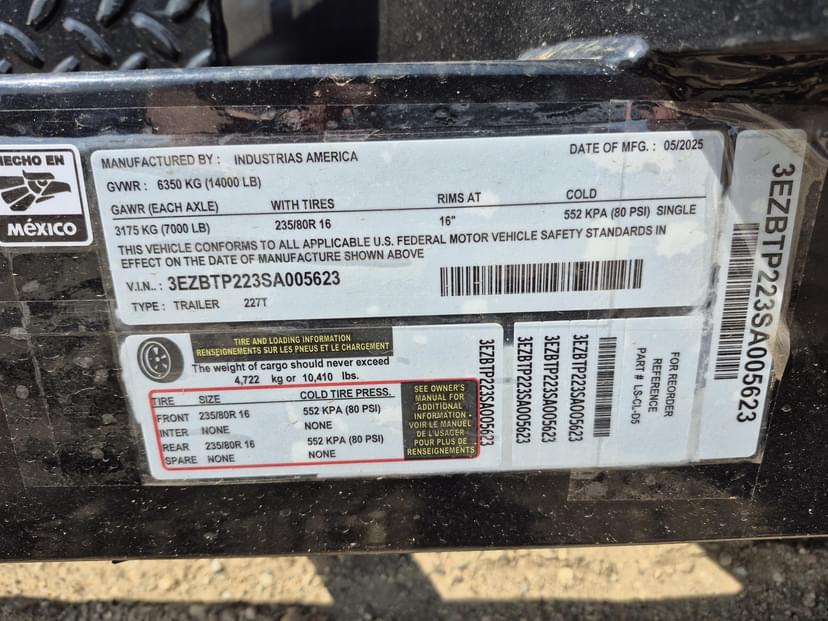 HECHO EN
MÉXICO
MANUFACTURED BY : INDUSTRIAS AMERICA
DATE OF MFG. : 05/2025
GVWR : 6350 KG (14000 LB)
GAWR (EACH AXLE) WITH TIRES RIMS AT COLD
3175 KG (7000 LB) 235/80R 16 16" 552 KPA (80 PSI) SINGLE
THIS VEHICLE CONFORMS TO ALL APPLICABLE U.S. FEDERAL MOTOR VEHICLE SAFETY STANDARDS IN
EFFECT ON THE DATE OF MANUFACTURE SHOWN ABOVE
V.I.N.. : 3EZBTP223SA005623
TYPE : TRAILER 227T
3EZBTP223SA005623
TIRE AND LOADING INFORMATION
RENSEIGNEMENTS SUR LES PNEUS ET LE CHARGEMENT
The weight of cargo should never exceed
4,722 kg or 10,410 lbs.
TIRE SIZE COLD TIRE PRESS.
FRONT 235/80R 16 552 KPA (80 PSI)
INTER NONE NONE
REAR 235/80R 16 552 KPA (80 PSI)
SPARE NONE NONE
SEE OWNER'S
MANUAL FOR
ADDITIONAL
INFORMATION •
VOIR LE MANUEL
DE L'USAGER
POUR PLUS DE
RENSEIGNEMENTS
3EZBTP223SA005623
3EZBTP223SA005623
3EZBTP223SA005623
3EZBTP223SA005623
FOR REORDER
REFERENCE
PART # LS-CL-D5